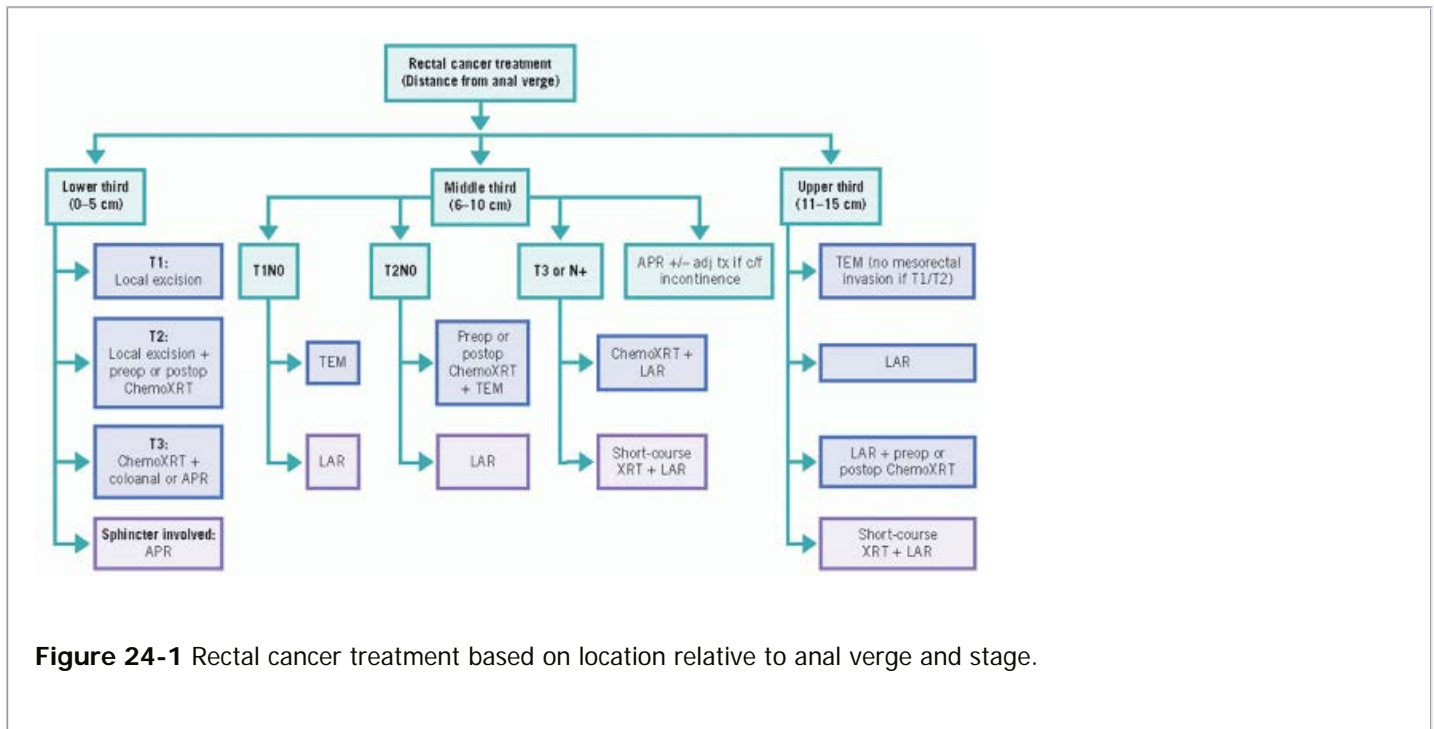 Rectal cancer treatment
(Distance from anal verge)
Lower third
(0–5 cm)
T1:
Local excision
T2:
Local excision +
preop or postop
ChemoXRT
T3:
ChemoXRT +
coloanal or APR
Sphincter involved:
APR
Middle third
(6–10 cm)
T1N0
TEM
LAR
T2N0
Preop or
postop
ChemoXRT
+ TEM
LAR
T3 or N+
ChemoXRT +
LAR
Short-course
XRT + LAR
APR +/– adj tx if c/f
incontinence
Upper third
(11–15 cm)
TEM (no mesorectal
invasion if T1/T2)
LAR
LAR + preop or
postop ChemoXRT
Short-course
XRT + LAR
Figure 24-1 Rectal cancer treatment based on location relative to anal verge and stage.